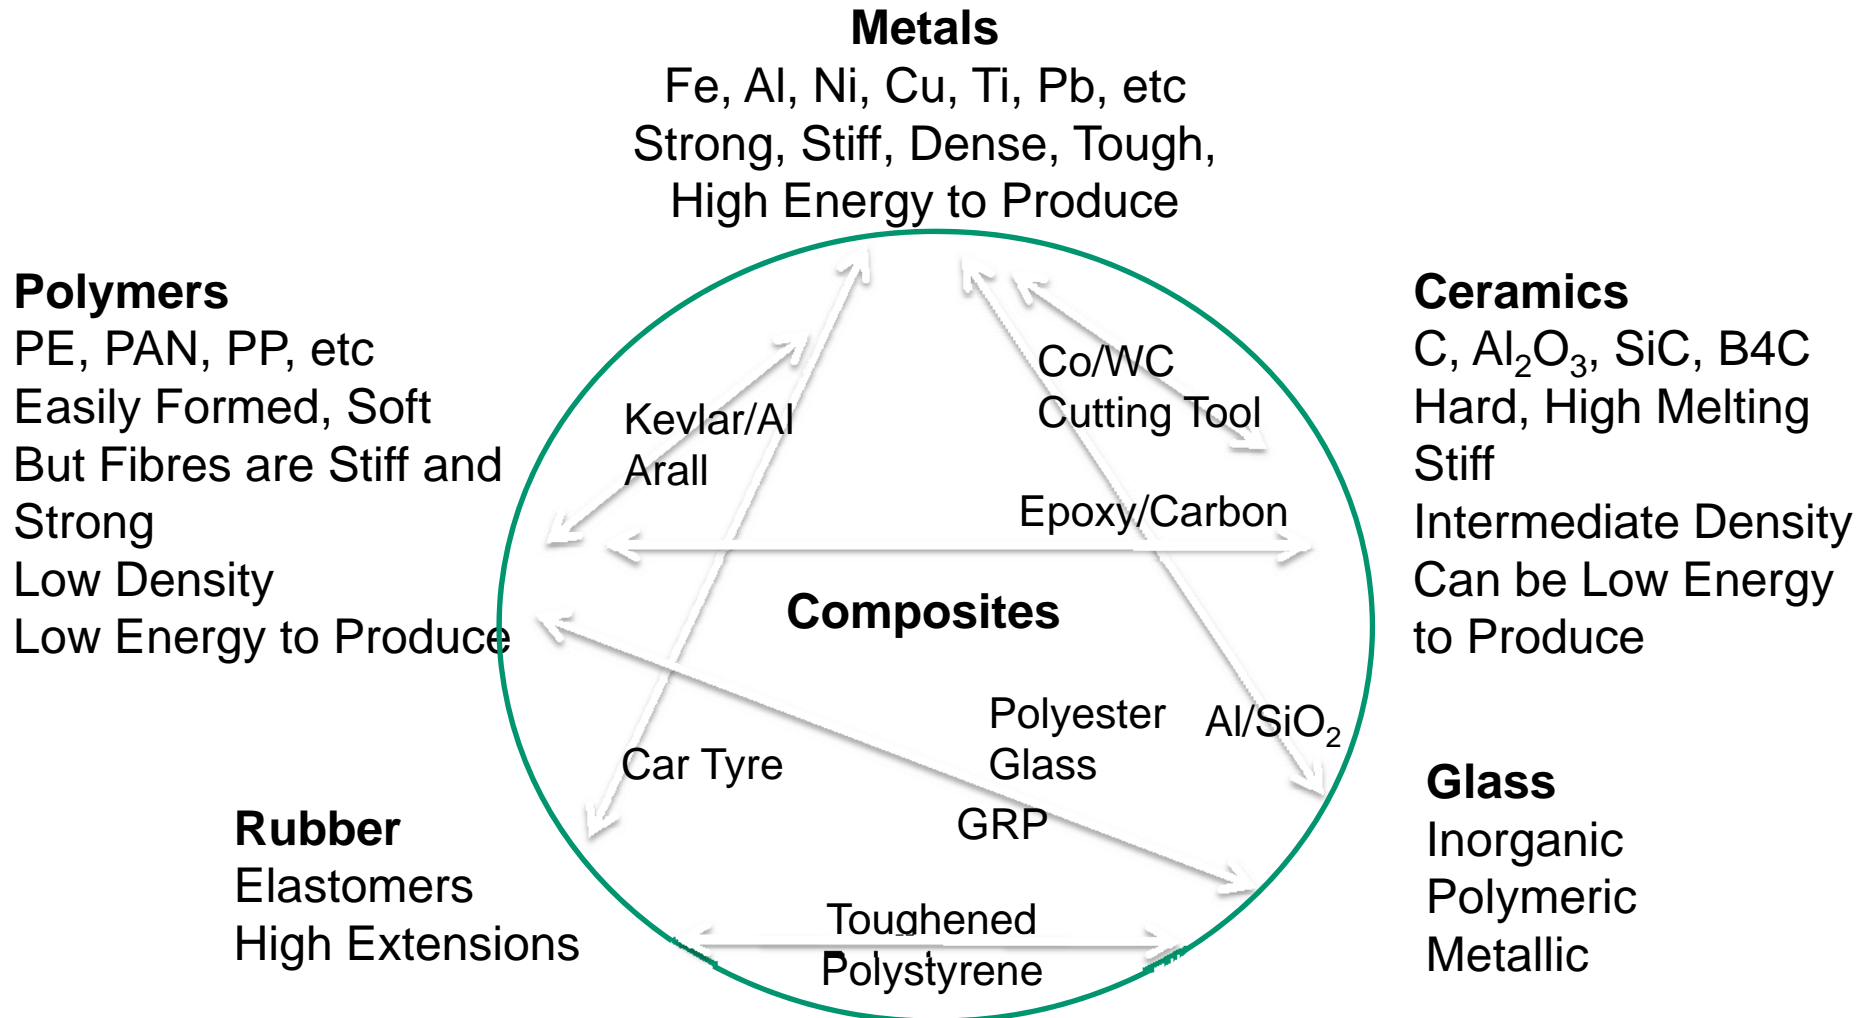 Metals
Fe, Al, Ni, Cu, Ti, Pb, etc
Strong, Stiff, Dense, Tough,
High Energy to Produce
Polymers
PE, PAN, PP, etc
Easily Formed, Soft
But Fibres are Stiff and
Strong
Low Density
Low Energy to Produce
Ceramics
C, Al₂O₃, SiC, B4C
Hard, High Melting
Stiff
Intermediate Density
Can be Low Energy
to Produce
Kevlar/Al
Arall
Co/WC
Cutting Tool
Epoxy/Carbon
Composites
Polyester
Glass
Al/SiO₂
Car Tyre
GRP
Rubber
Elastomers
High Extensions
Glass
Inorganic
Polymeric
Metallic
Toughened
Polystyrene